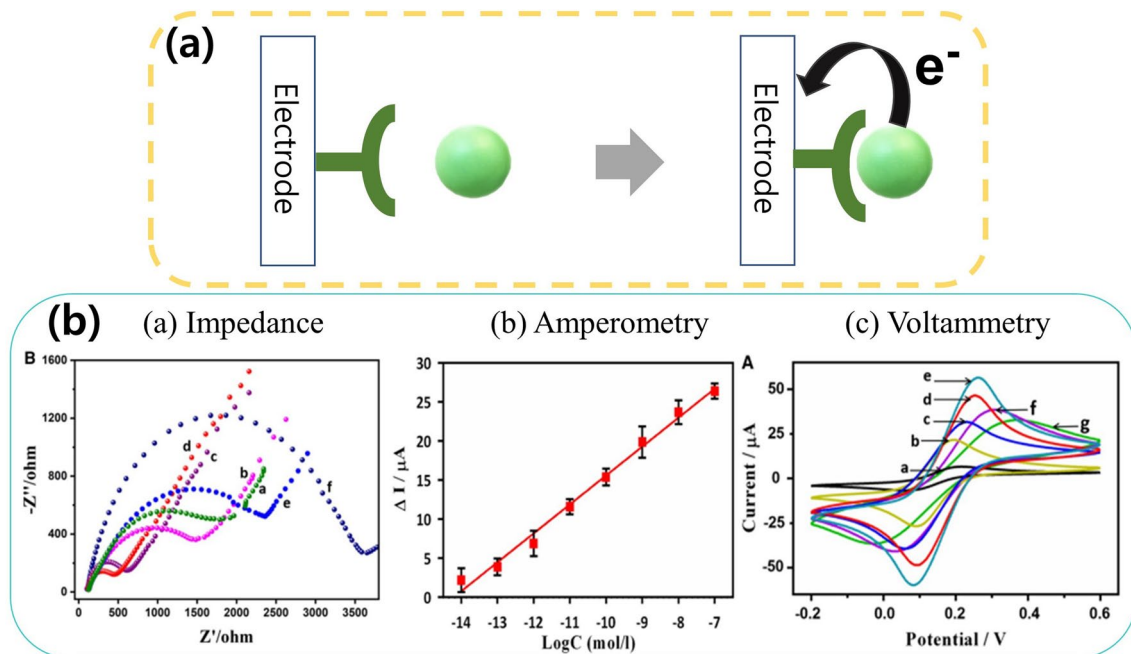 (a)
Electrode
Electrode
e-
(b)
(a) Impedance
(b) Amperometry
(c) Voltammetry
B
1600
1200
800
400
0
-Z''/ohm
0 500 1000 1500 2000 2500 3000 3500
Z'/ohm
d
c
b
a
e
f
30
25
20
15
10
5
0
Δ I / μA
-14 -13 -12 -11 -10 -9 -8 -7
LogC (mol/l)
A
50
25
0
-25
-50
Current / μA
-0.2 0.0 0.2 0.4 0.6
Potential / V
e
d
c
b
a
f
g